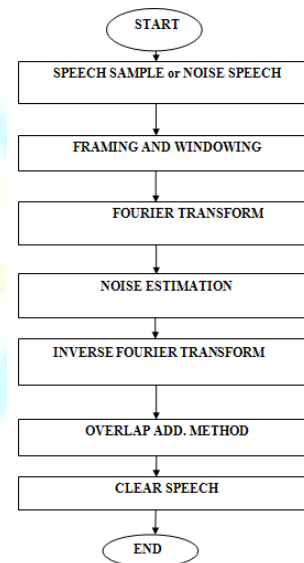 START
SPEECH SAMPLE or NOISE SPEECH
FRAMING AND WINDOWING
FOURIER TRANSFORM
NOISE ESTIMATION
INVERSE FOURIER TRANSFORM
OVERLAP ADD. METHOD
CLEAR SPEECH
END